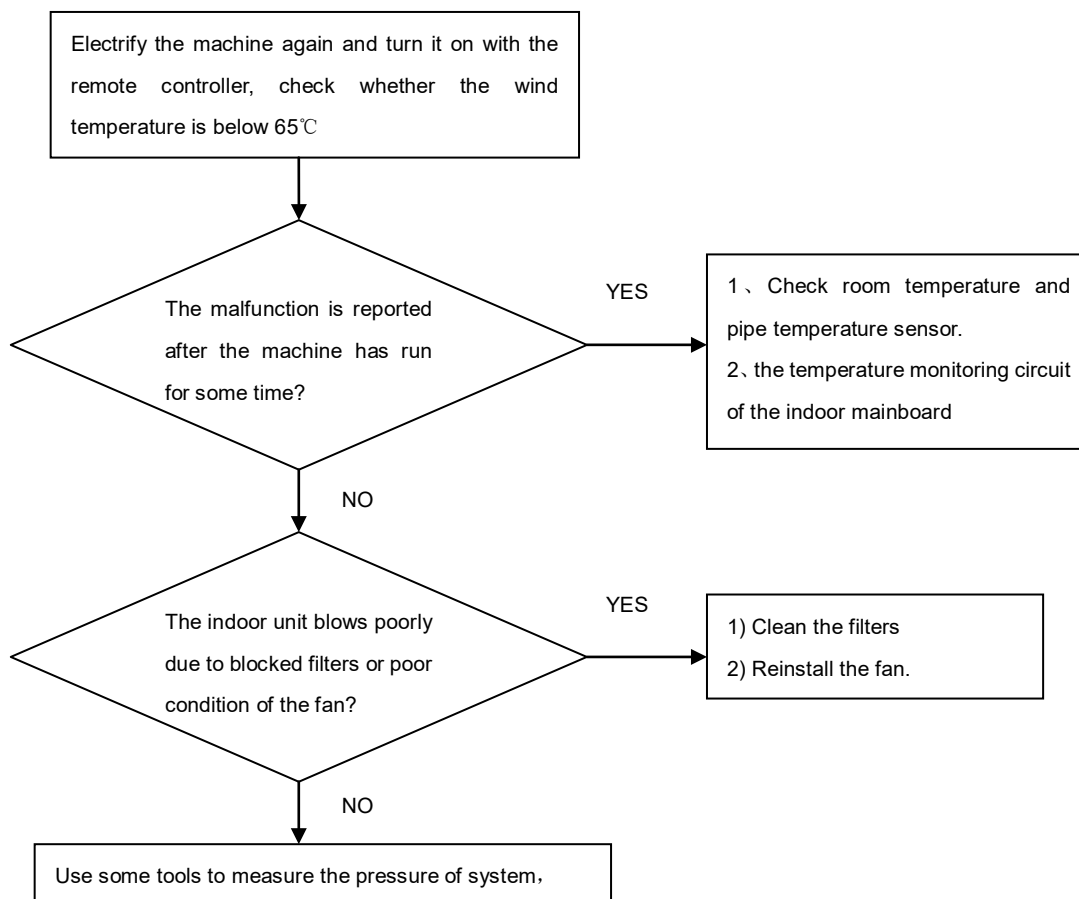 Electrify the machine again and turn it on with the
remote controller, check whether the wind
temperature is below 65℃
The malfunction is reported
after the machine has run
for some time?
YES
1、Check room temperature and
pipe temperature sensor.
2、the temperature monitoring circuit
of the indoor mainboard
NO
The indoor unit blows poorly
due to blocked filters or poor
condition of the fan?
YES
1) Clean the filters
2) Reinstall the fan.
NO
Use some tools to measure the pressure of system，